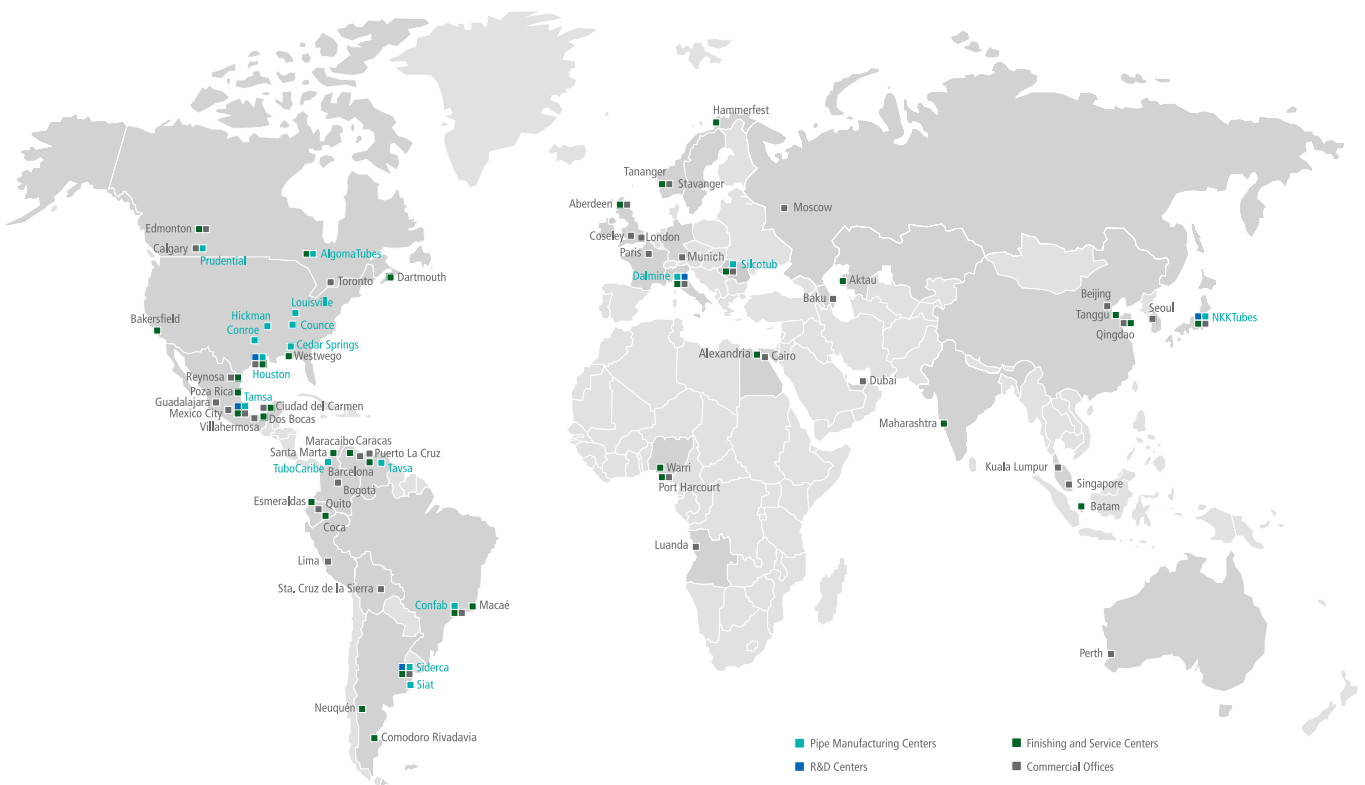 Hammerfest
Tananger
Stavanger
Aberdeen
Moscow
Edmonton
Coseley
London
Calgary
Prudential
AlgomaTubes
Paris
Munich
Silcotub
Dalmine
Dartmouth
Toronto
Aktau
Baku
Louisville
Beijing
Bakersfield
Hickman
Counce
Tanggu
Seoul
NKKTubes
Conroe
Qingdao
Cedar Springs
Westwego
Alexandria
Cairo
Houston
Reynosa
Dubai
Poza Rica
Tamsa
Guadalajara
Ciudad del Carmen
Mexico City
Dos Bocas
Villahermosa
Maharashtra
Maracaibo
Caracas
Santa Marta
Puerto La Cruz
TuboCaribe
Barcelona
Tavsa
Warri
Kuala Lumpur
Bogotá
Port Harcourt
Singapore
Esmeraldas
Quito
Batam
Coca
Luanda
Lima
Sta. Cruz de la Sierra
Confab
Macaé
Perth
Siderca
Siat
Neuquén
Comodoro Rivadavia
Pipe Manufacturing Centers
Finishing and Service Centers
R&D Centers
Commercial Offices